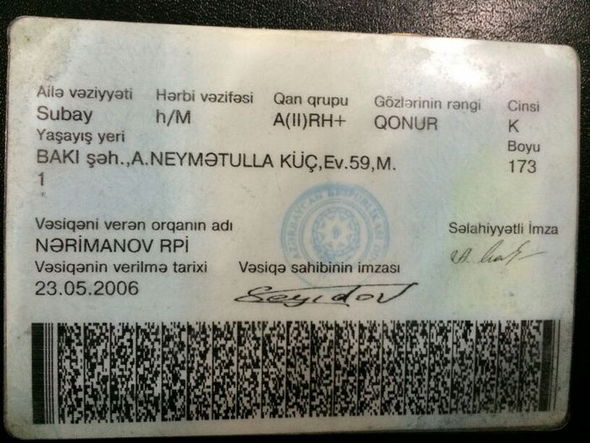 Ailə vəziyyəti Hərbi vəzifəsi Qan qrupu Gözlərinin rəngi Cinsi
Subay h/M A(II)RH+ QONUR K
Yaşayış yeri Boyu
BAKI şəh.,A.NEYMƏTULLA KÜÇ,Ev.59,M. 173
1
Vəsiqəni verən orqanın adı Səlahiyyətli İmza
NƏRİMANOV RPİ
Vəsiqənin verilmə tarixi Vəsiqə sahibinin imzası
23.05.2006 Seyidov